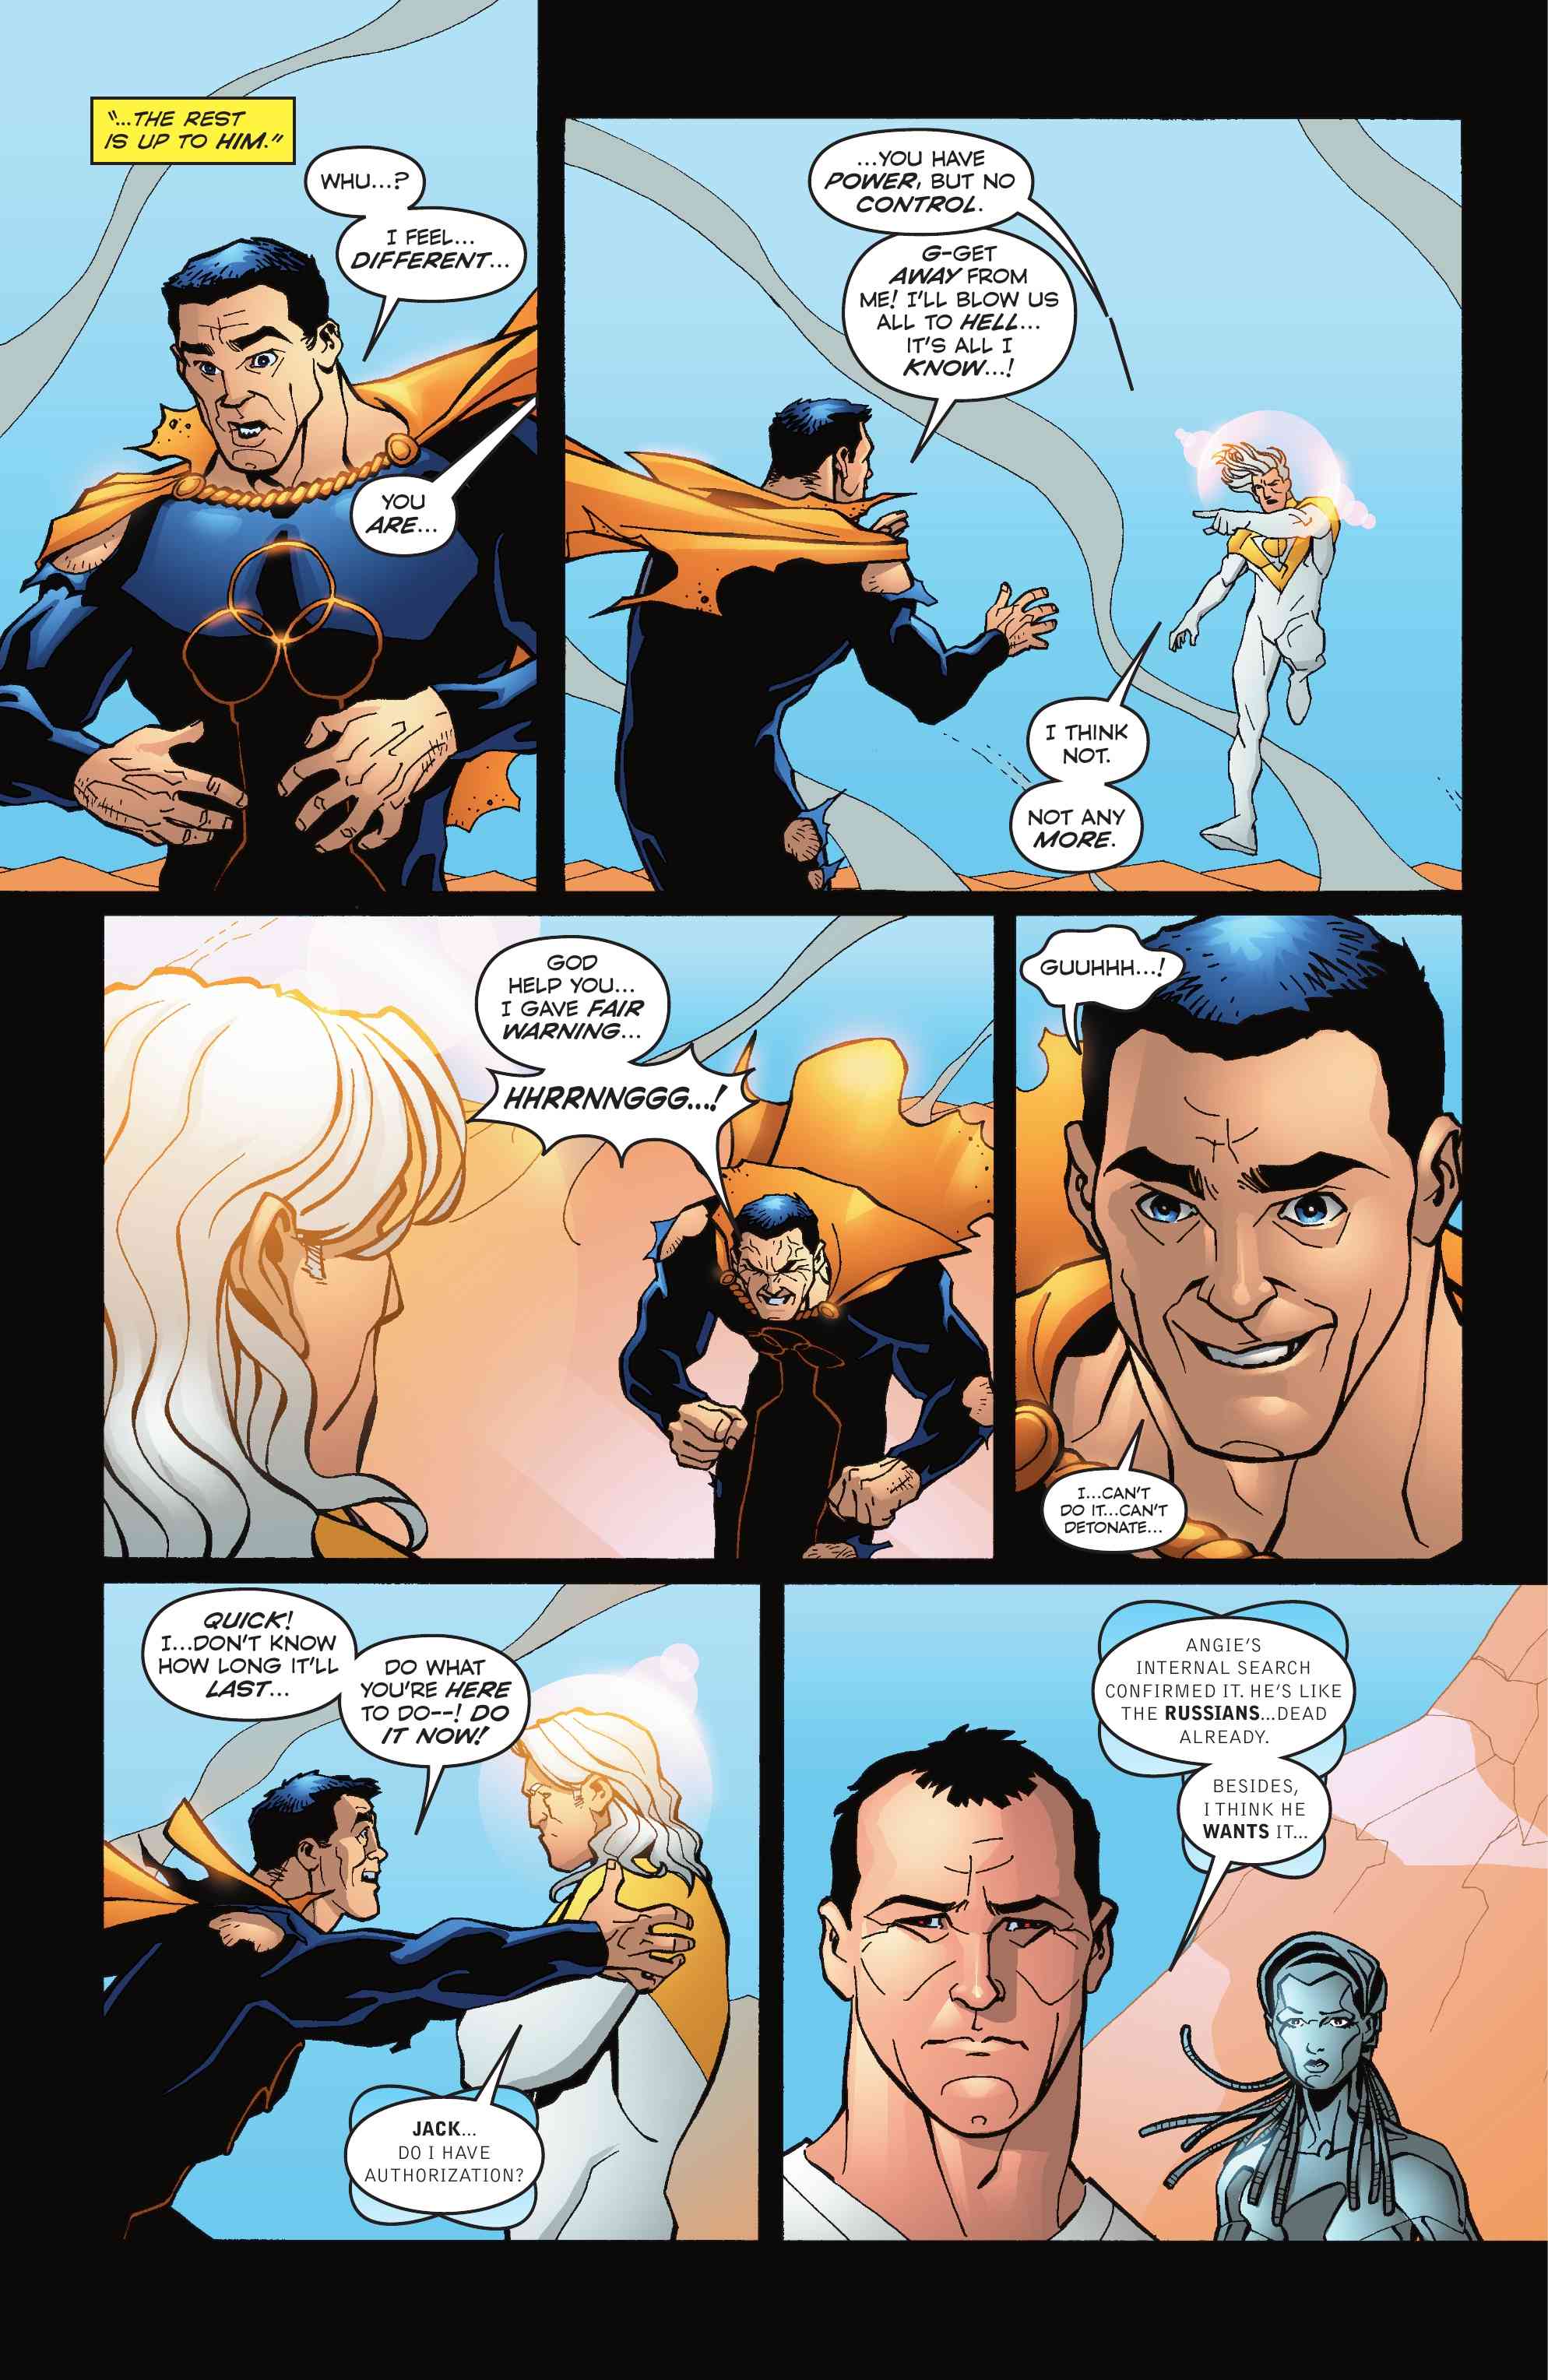 "...THE REST
IS UP TO HIM."
WHU...?
I FEEL...
DIFFERENT...
YOU
ARE...
...YOU HAVE
POWER, BUT NO
CONTROL.
G-GET
AWAY FROM
ME! I'LL BLOW US
ALL TO HELL...
IT'S ALL I
KNOW...!
I THINK
NOT.
NOT ANY
MORE.
GOD
HELP YOU...
I GAVE FAIR
WARNING...
HHRRNNGGG...!
GUUHHH...!
I...CAN'T
DO IT...CAN'T
DETONATE...
QUICK!
I...DON'T KNOW
HOW LONG IT'LL
LAST...
DO WHAT
YOU'RE HERE
TO DO--! DO
IT NOW!
JACK...
DO I HAVE
AUTHORIZATION?
ANGIE'S
INTERNAL SEARCH
CONFIRMED IT. HE'S LIKE
THE RUSSIANS...DEAD
ALREADY.
BESIDES,
I THINK HE
WANTS IT...